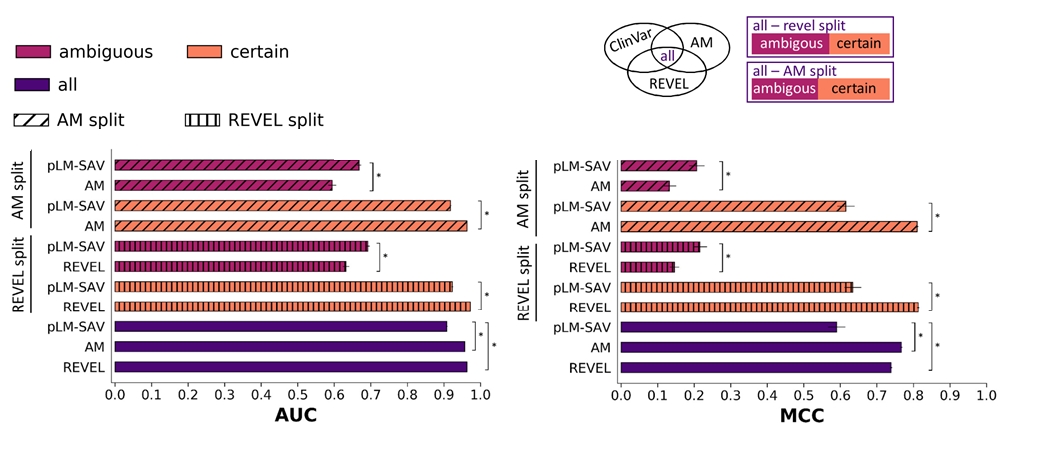 ambiguous
certain
all
AM split
REVEL split
ClinVar
AM
all
REVEL
all – revel split
ambigous
certain
all – AM split
ambiguous
certain
AM split
REVEL split
pLM-SAV
*
AM
pLM-SAV
*
AM
pLM-SAV
*
REVEL
pLM-SAV
*
REVEL
pLM-SAV
* *
AM
REVEL
0.0 0.1 0.2 0.3 0.4 0.5 0.6 0.7 0.8 0.9 1.0
AUC
AM split
REVEL split
pLM-SAV
*
AM
pLM-SAV
*
AM
pLM-SAV
*
REVEL
pLM-SAV
*
REVEL
pLM-SAV
* *
AM
REVEL
0.0 0.1 0.2 0.3 0.4 0.5 0.6 0.7 0.8 0.9 1.0
MCC